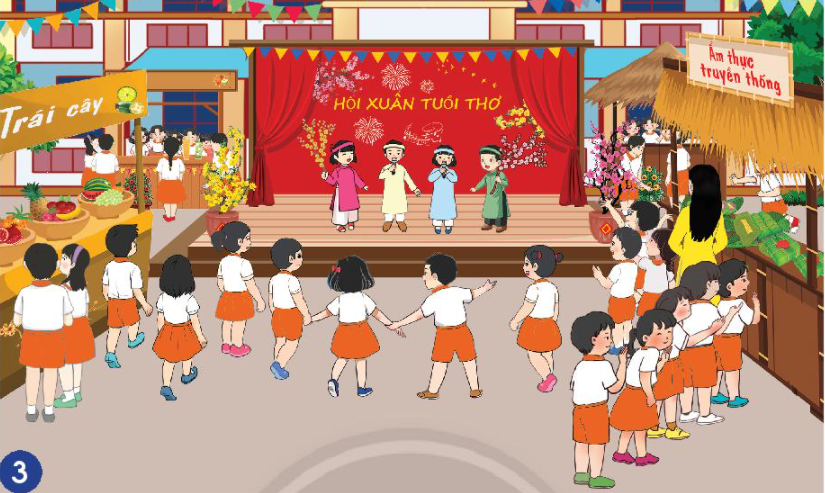 Trái cây
HỘI XUÂN TUỔI THƠ
Ẩm thực
truyền thống
3